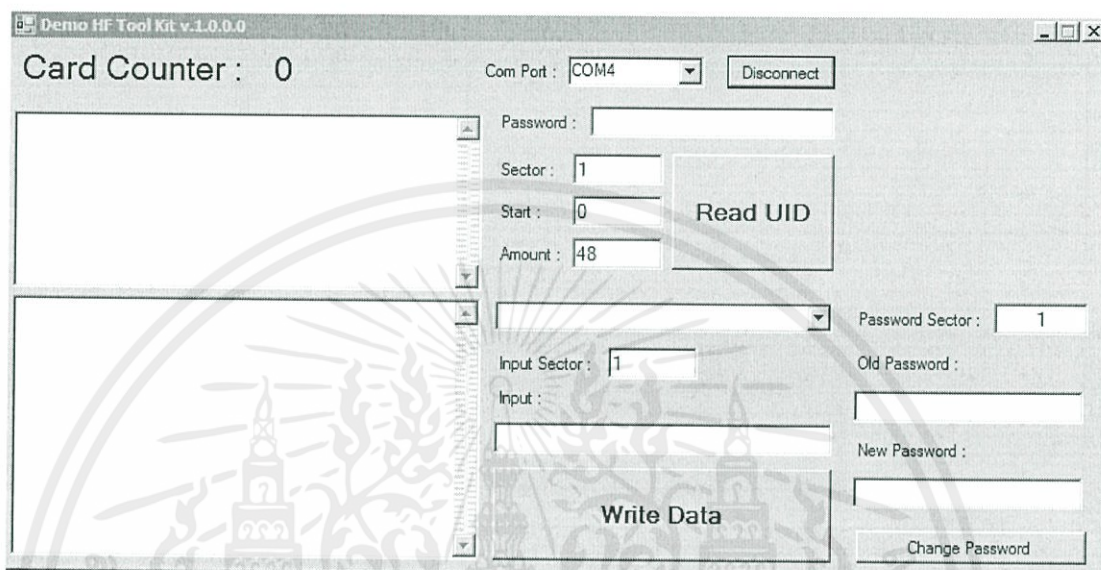 Demo HF Tool Kit v.1.0.0.0
Card Counter : 0
Com Port : COM4 Disconnect
Password :
Sector : 1
Start : 0
Read UID
Amount : 48
Password Sector : 1
Input Sector : 1
Old Password :
Input :
New Password :
Write Data
Change Password